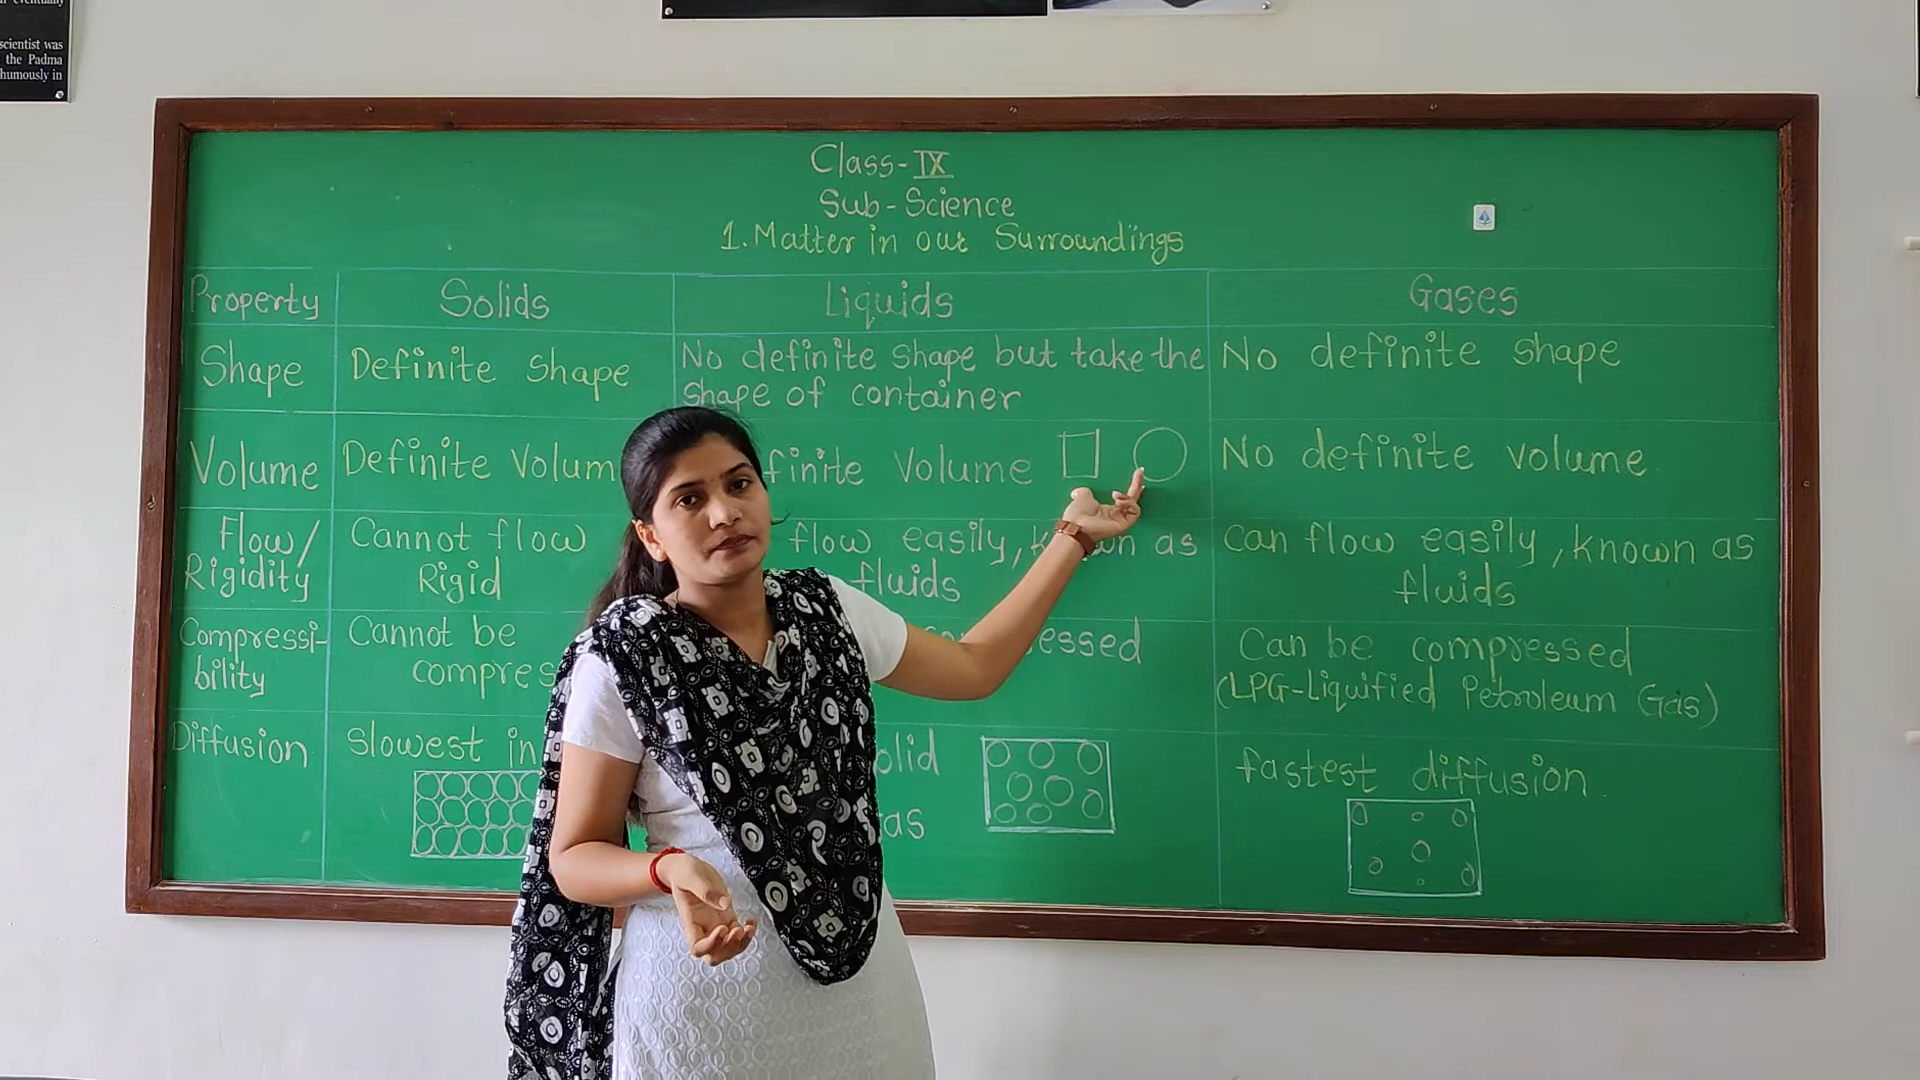 eventually
scientist was
the Padma
humously in
Class-IX
Sub-Science
1. Matter in our Surroundings
Property
Solids
Liquids
Gases
Shape
Definite shape
No definite shape but take the
shape of container
No definite shape
Volume
Definite Volum
finite Volume
No definite volume
Flow/
Rigidity
Cannot flow
Rigid
flow easily, known as
fluids
Can flow easily, known as
fluids
Compressi-
bility
Cannot be
compres
essed
Can be compressed
(LPG-Liquified Petroleum Gas)
Diffusion
slowest in
olid
as
fastest diffusion.